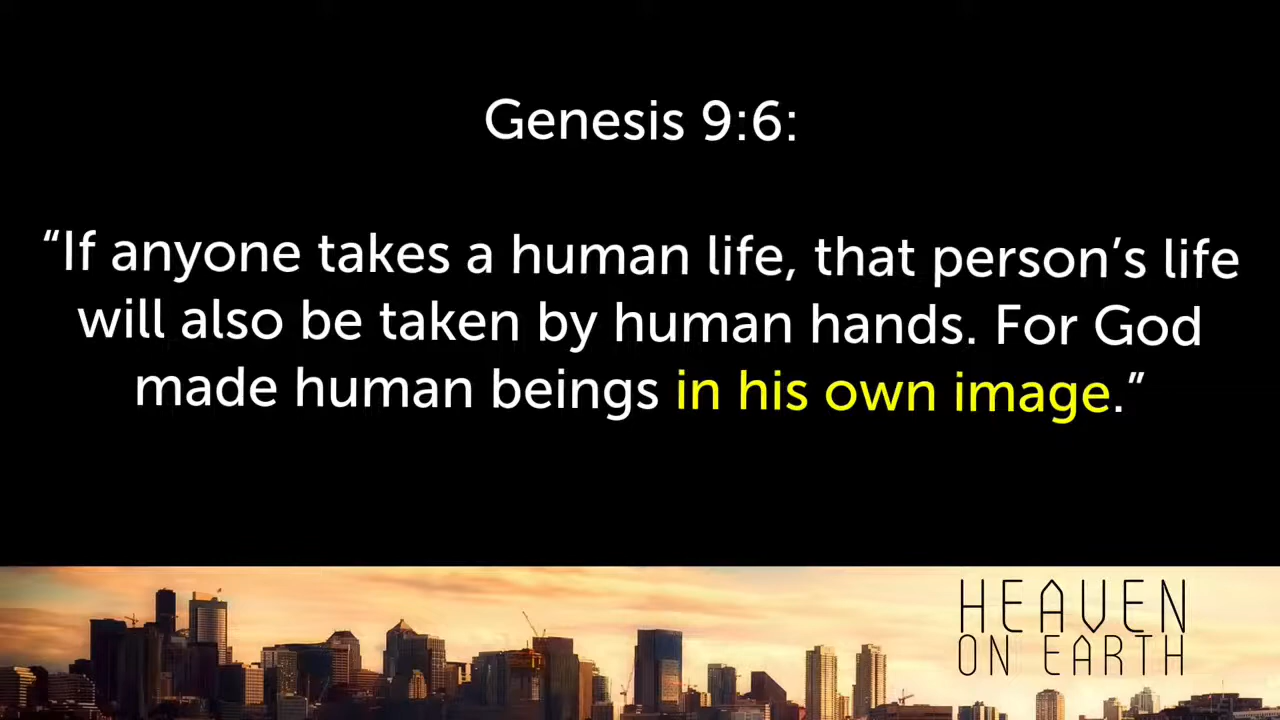 Genesis 9:6:
“If anyone takes a human life, that person’s life
will also be taken by human hands. For God
made human beings in his own image.”
HEAVEN
ON EARTH